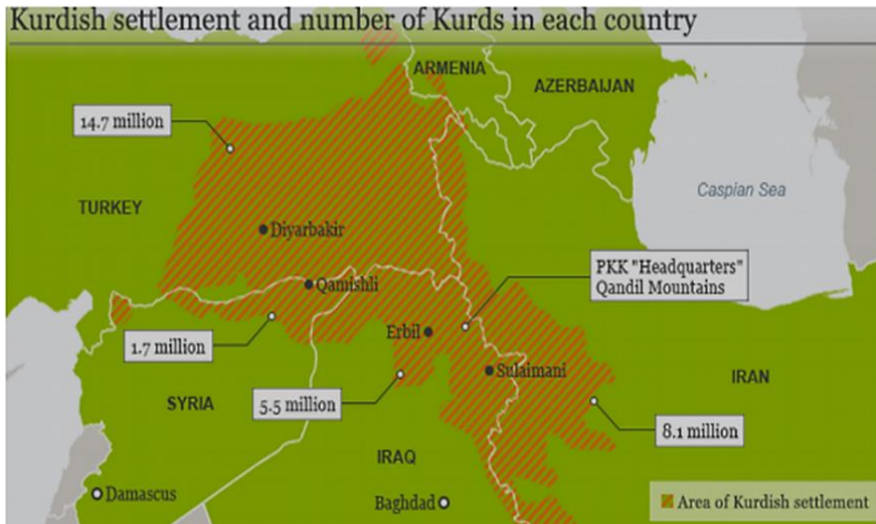 Kurdish settlement and number of Kurds in each country
ARMENIA
AZERBAIJAN
14.7 million
Caspian Sea
TURKEY
Diyarbakir
PKK "Headquarters"
Qandil Mountains
Qamishli
Erbil
1.7 million
Sulaimani
IRAN
SYRIA
5.5 million
8.1 million
IRAQ
Damascus
Baghdad
Area of Kurdish settlement